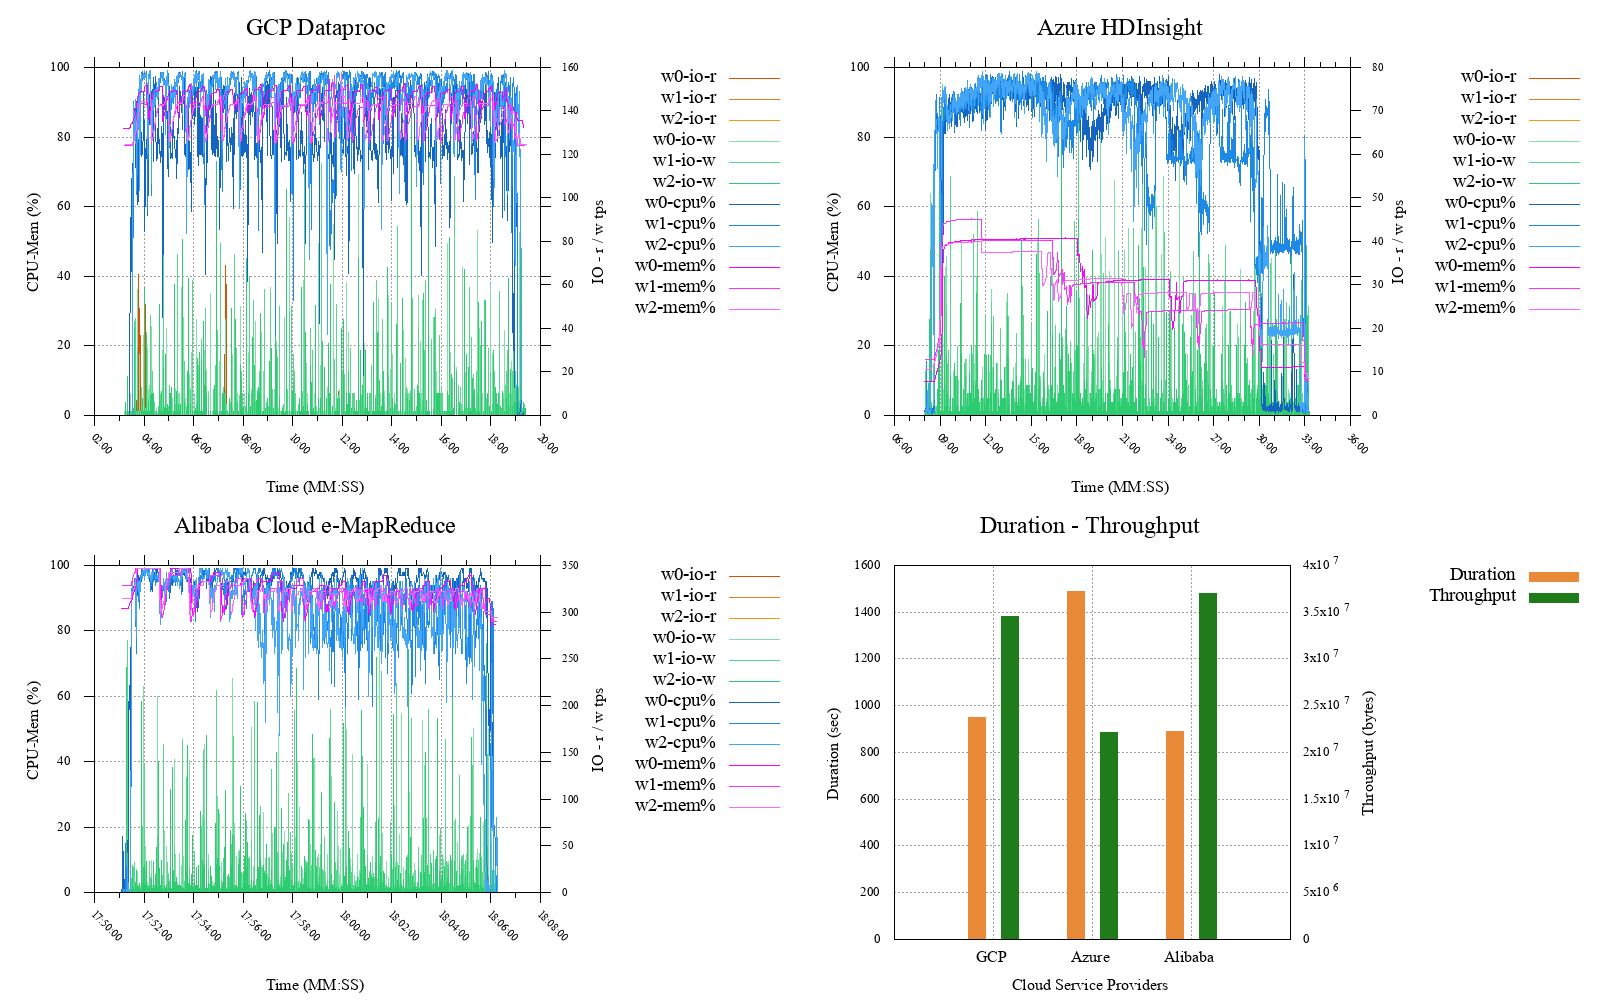 GCP Dataproc
100
80
60
40
20
0
160
140
120
100
80
60
40
20
0
CPU-Mem (%)
IO - r / w tps
02:00
04:00
06:00
08:00
10:00
12:00
14:00
16:00
18:00
20:00
Time (MM:SS)
w0-io-r
w1-io-r
w2-io-r
w0-io-w
w1-io-w
w2-io-w
w0-cpu%
w1-cpu%
w2-cpu%
w0-mem%
w1-mem%
w2-mem%
Azure HDInsight
100
80
60
40
20
0
80
70
60
50
40
30
20
10
0
CPU-Mem (%)
IO - r / w tps
06:00
09:00
12:00
15:00
18:00
21:00
24:00
27:00
30:00
33:00
36:00
Time (MM:SS)
w0-io-r
w1-io-r
w2-io-r
w0-io-w
w1-io-w
w2-io-w
w0-cpu%
w1-cpu%
w2-cpu%
w0-mem%
w1-mem%
w2-mem%
Alibaba Cloud e-MapReduce
100
80
60
40
20
0
350
300
250
200
150
100
50
0
CPU-Mem (%)
IO - r / w tps
17:50:00
17:52:00
17:54:00
17:56:00
17:58:00
18:00:00
18:02:00
18:04:00
18:06:00
18:08:00
Time (MM:SS)
w0-io-r
w1-io-r
w2-io-r
w0-io-w
w1-io-w
w2-io-w
w0-cpu%
w1-cpu%
w2-cpu%
w0-mem%
w1-mem%
w2-mem%
Duration - Throughput
1600
1400
1200
1000
800
600
400
200
0
4x10 7
3.5x10 7
3x10 7
2.5x10 7
2x10 7
1.5x10 7
1x10 7
5x10 6
0
Duration (sec)
Throughput (bytes)
GCP
Azure
Alibaba
Cloud Service Providers
Duration
Throughput